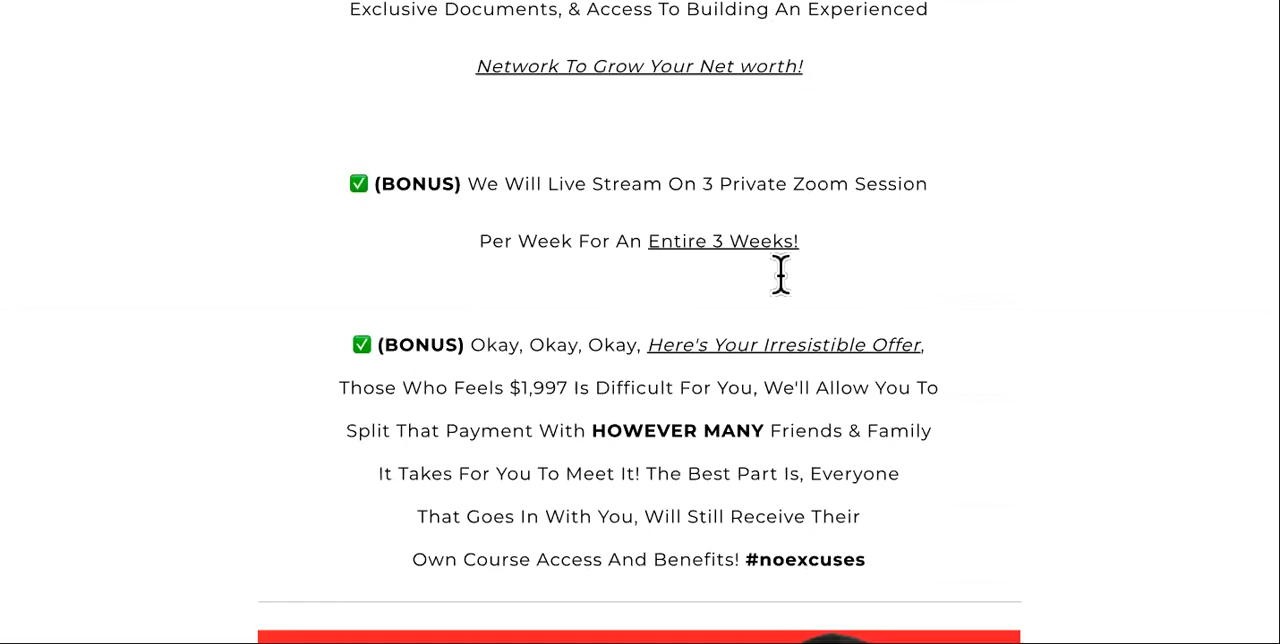 Exclusive Documents, & Access To Building An Experienced
Network To Grow Your Net worth!
✅ (BONUS) We Will Live Stream On 3 Private Zoom Session
Per Week For An Entire 3 Weeks!
✅ (BONUS) Okay, Okay, Okay, Here's Your Irresistible Offer,
Those Who Feels $1,997 Is Difficult For You, We'll Allow You To
Split That Payment With HOWEVER MANY Friends & Family
It Takes For You To Meet It! The Best Part Is, Everyone
That Goes In With You, Will Still Receive Their
Own Course Access And Benefits! #noexcuses